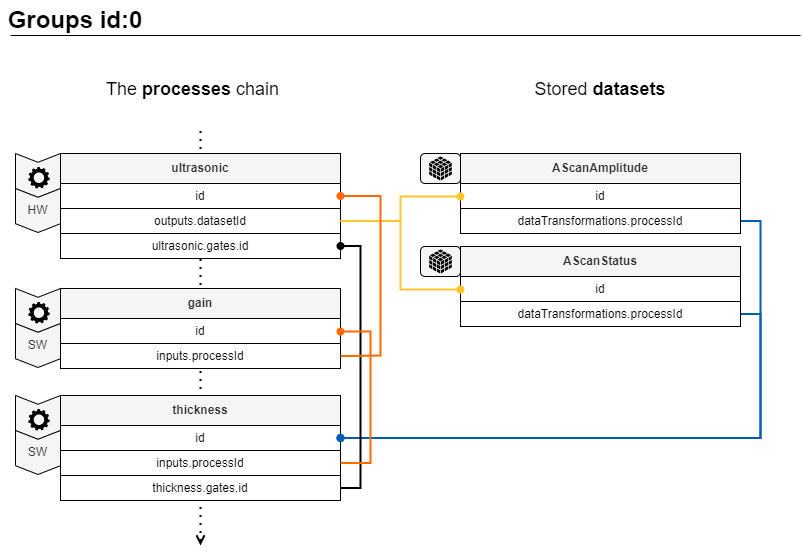 Groups id:0
The processes chain
Stored datasets
ultrasonic
HW
id
outputs.datasetId
ultrasonic.gates.id
gain
SW
id
inputs.processId
thickness
SW
id
inputs.processId
thickness.gates.id
AScanAmplitude
id
dataTransformations.processId
AScanStatus
id
dataTransformations.processId